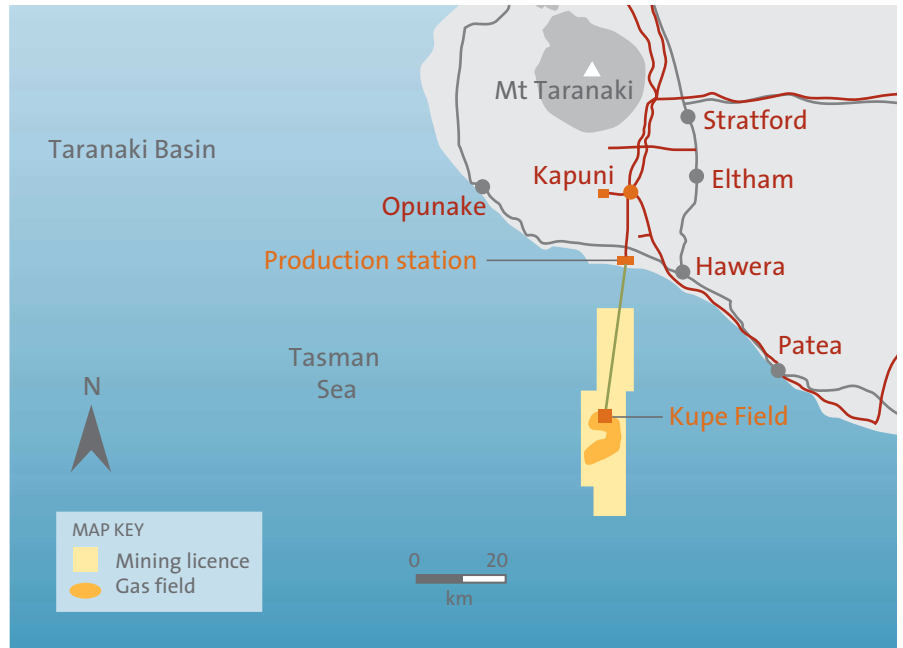 Mt Taranaki
Stratford
Taranaki Basin
Kapuni
Eltham
Opunake
Production station
Hawera
Tasman
Sea
Patea
N
Kupe Field
MAP KEY
Mining licence
Gas field
0 20
km